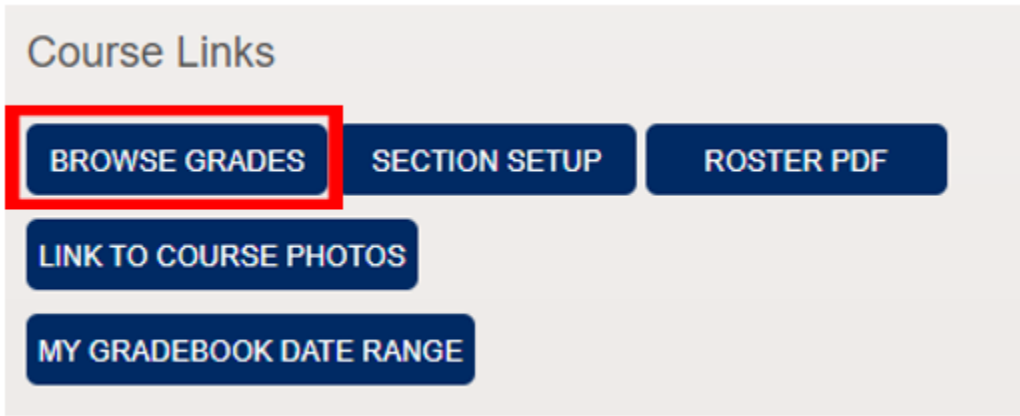 Course Links
BROWSE GRADES SECTION SETUP ROSTER PDF
LINK TO COURSE PHOTOS
MY GRADEBOOK DATE RANGE